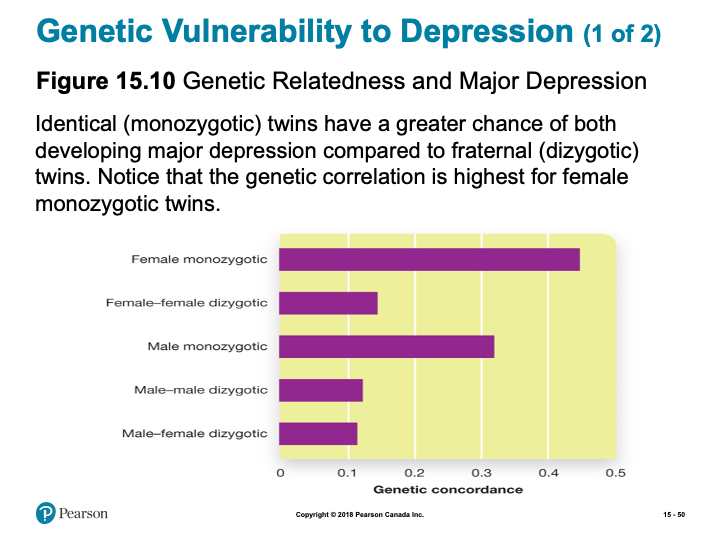 Genetic Vulnerability to Depression (1 of 2)
Figure 15.10 Genetic Relatedness and Major Depression
Identical (monozygotic) twins have a greater chance of both
developing major depression compared to fraternal (dizygotic)
twins. Notice that the genetic correlation is highest for female
monozygotic twins.
Female monozygotic
Female–female dizygotic
Male monozygotic
Male–male dizygotic
Male–female dizygotic
0 0.1 0.2 0.3 0.4 0.5
Genetic concordance
P Pearson
Copyright © 2018 Pearson Canada Inc.
15 - 50